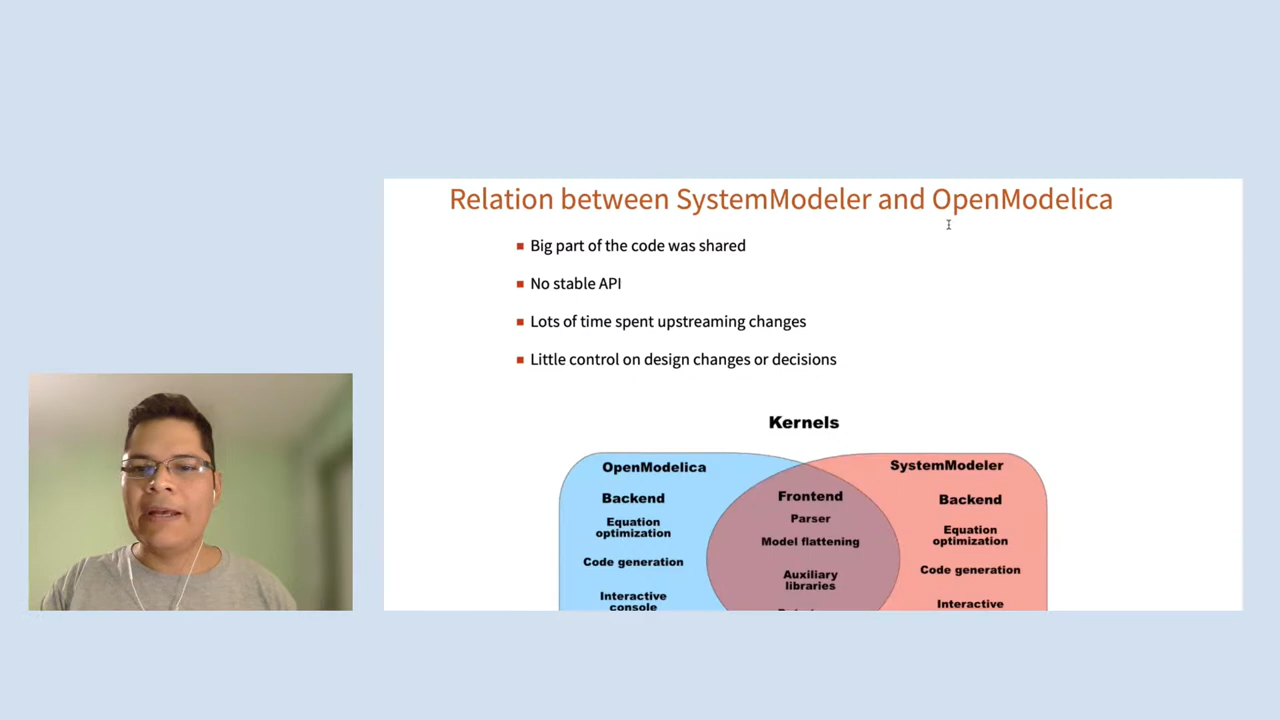 Relation between SystemModeler and OpenModelica
Big part of the code was shared
No stable API
Lots of time spent upstreaming changes
Little control on design changes or decisions
Kernels
OpenModelica
Backend
Equation
optimization
Code generation
Interactive
console
Frontend
Parser
Model flattening
Auxiliary
libraries
SystemModeler
Backend
Equation
optimization
Code generation
Interactive